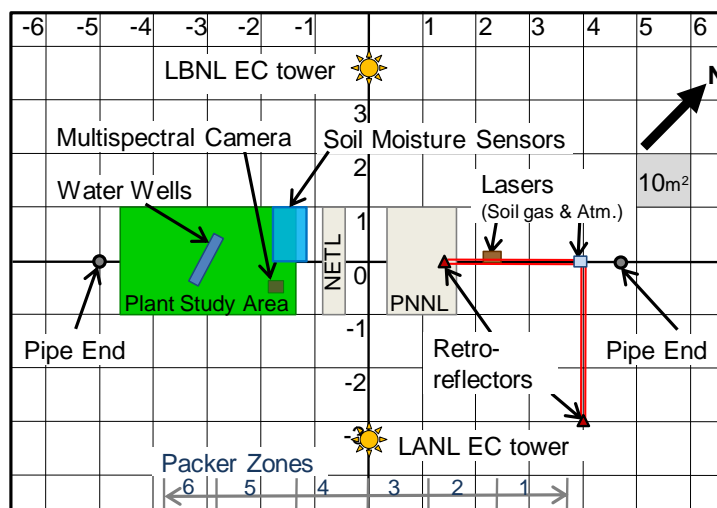 -6 -5 -4 -3 -2 -1 1 2 3 4 5 6
LBNL EC tower
N
3
Multispectral
Camera
Soil Moisture Sensors
2
Water Wells
Lasers
(Soil gas & Atm.)
10m²
1
NETL
0
Plant Study Area
PNNL
-1
Pipe End
Retro-
reflectors
Pipe End
-2
-3
LANL EC tower
Packer Zones
6 5 4 3 2 1